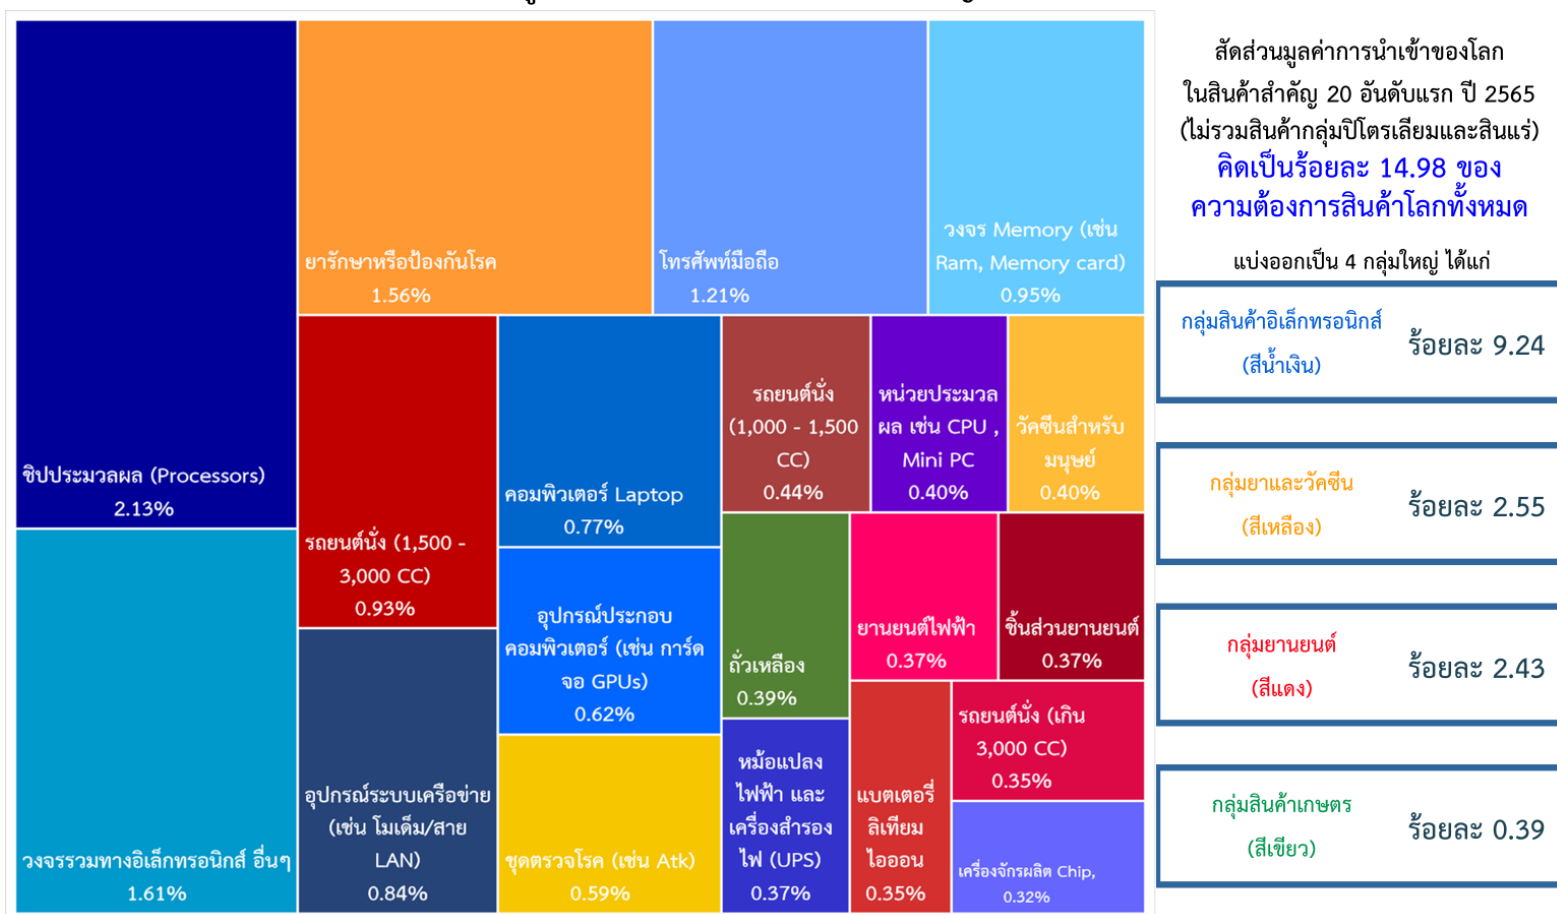 ชิปประมวลผล (Processors)
2.13%
วงจรรวมทางอิเล็กทรอนิกส์ อื่นๆ
1.61%
ยารักษาหรือป้องกันโรค
1.56%
โทรศัพท์มือถือ
1.21%
วงจร Memory (เช่น
Ram, Memory card)
0.95%
รถยนต์นั่ง (1,500 -
3,000 CC)
0.93%
อุปกรณ์ระบบเครือข่าย
(เช่น โมเด็ม/สาย
LAN)
0.84%
คอมพิวเตอร์ Laptop
0.77%
อุปกรณ์ประกอบ
คอมพิวเตอร์ (เช่น การ์ด
จอ GPUs)
0.62%
ชุดตรวจโรค (เช่น Atk)
0.59%
รถยนต์นั่ง
(1,000 - 1,500
CC)
0.44%
หน่วยประมวล
ผล เช่น CPU ,
Mini PC
0.40%
วัคซีนสำหรับ
มนุษย์
0.40%
ถั่วเหลือง
0.39%
ยานยนต์ไฟฟ้า
0.37%
ชิ้นส่วนยานยนต์
0.37%
หม้อแปลง
ไฟฟ้า และ
เครื่องสำรอง
ไฟ (UPS)
0.37%
แบตเตอรี่
ลิเทียม
ไอออน
0.35%
รถยนต์นั่ง (เกิน
3,000 CC)
0.35%
เครื่องจักรผลิต Chip,
0.32%
สัดส่วนมูลค่าการนำเข้าของโลก
ในสินค้าสำคัญ 20 อันดับแรก ปี 2565
(ไม่รวมสินค้ากลุ่มปิโตรเลียมและสินแร่)
คิดเป็นร้อยละ 14.98 ของ
ความต้องการสินค้าโลกทั้งหมด
แบ่งออกเป็น 4 กลุ่มใหญ่ ได้แก่
กลุ่มสินค้าอิเล็กทรอนิกส์
(สีน้ำเงิน)
ร้อยละ 9.24
กลุ่มยาและวัคซีน
(สีเหลือง)
ร้อยละ 2.55
กลุ่มยานยนต์
(สีแดง)
ร้อยละ 2.43
กลุ่มสินค้าเกษตร
(สีเขียว)
ร้อยละ 0.39